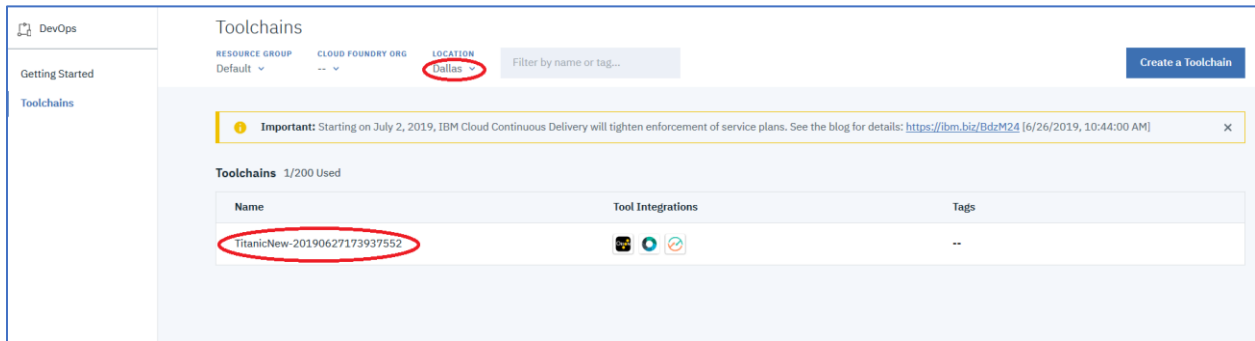 DevOps
Getting Started
Toolchains
Toolchains
RESOURCE GROUP CLOUD FOUNDRY ORG LOCATION
Default -- Dallas
Filter by name or tag...
Create a Toolchain
Important: Starting on July 2, 2019, IBM Cloud Continuous Delivery will tighten enforcement of service plans. See the blog for details: https://ibm.biz/BdzM24 [6/26/2019, 10:44:00 AM]
Toolchains 1/200 Used
Name Tool Integrations Tags
TitanicNew-20190627173937552 --